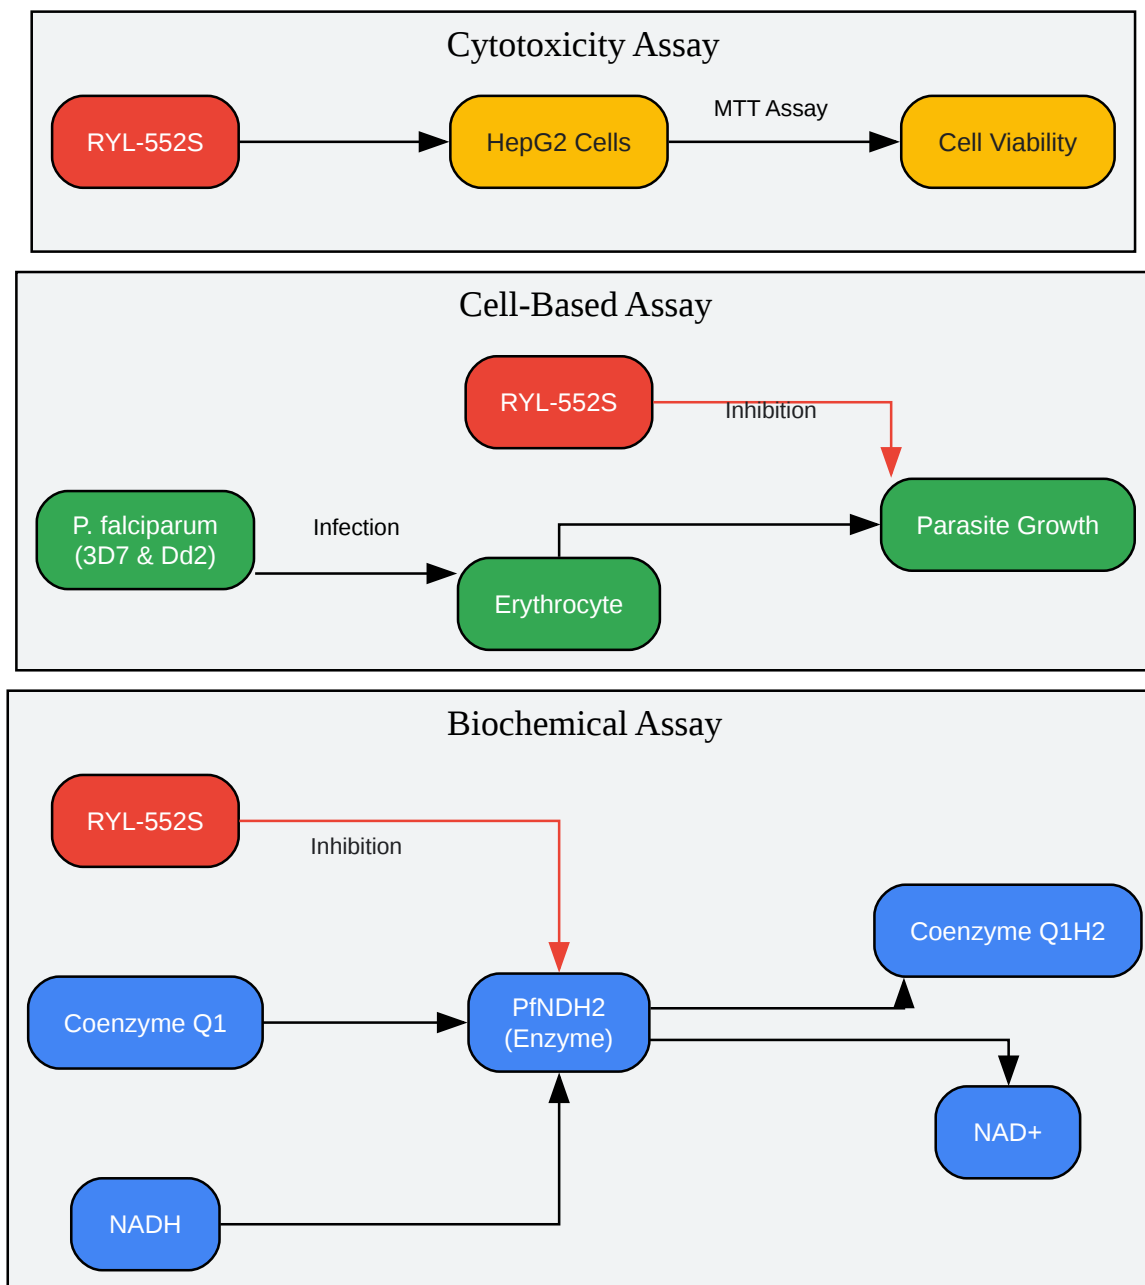 Cytotoxicity Assay
RYL-552S
HepG2 Cells
MTT Assay
Cell Viability
Cell-Based Assay
RYL-552S
Inhibition
P. falciparum
(3D7 & Dd2)
Infection
Erythrocyte
Parasite Growth
Biochemical Assay
RYL-552S
Inhibition
Coenzyme Q1
PfNDH2
(Enzyme)
Coenzyme Q1H2
NAD+
NADH